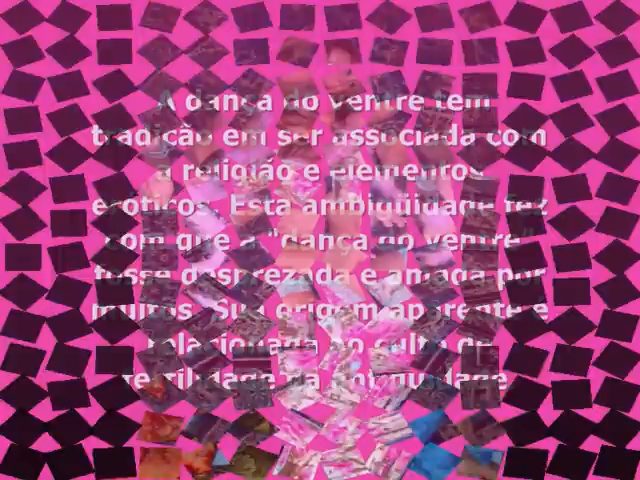 A dança do ventre tem
tradição em ser associada com
a religião e elementos
eróticos. Esta ambigüidade fez
com que a "dança do ventre"
fosse desprezada e amada por
muitos. Sua origem aparente é
relacionada ao culto de
fertilidade da antiguidade